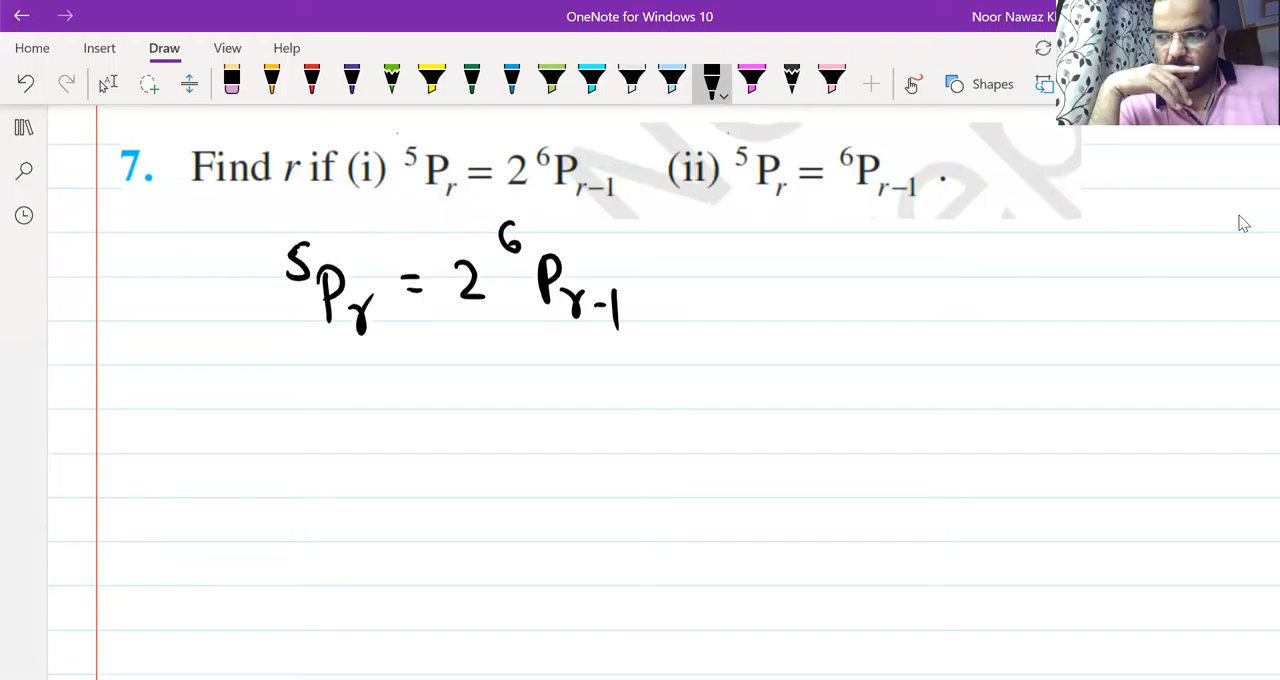 OneNote for Windows 10
Noor Nawaz K
Home Insert Draw View Help
Shapes
7. Find r if (i) ⁵Pᵣ = 2 ⁶Pᵣ₋₁ (ii) ⁵Pᵣ = ⁶Pᵣ₋₁ .
⁵Pᵣ = 2 ⁶Pᵣ₋₁